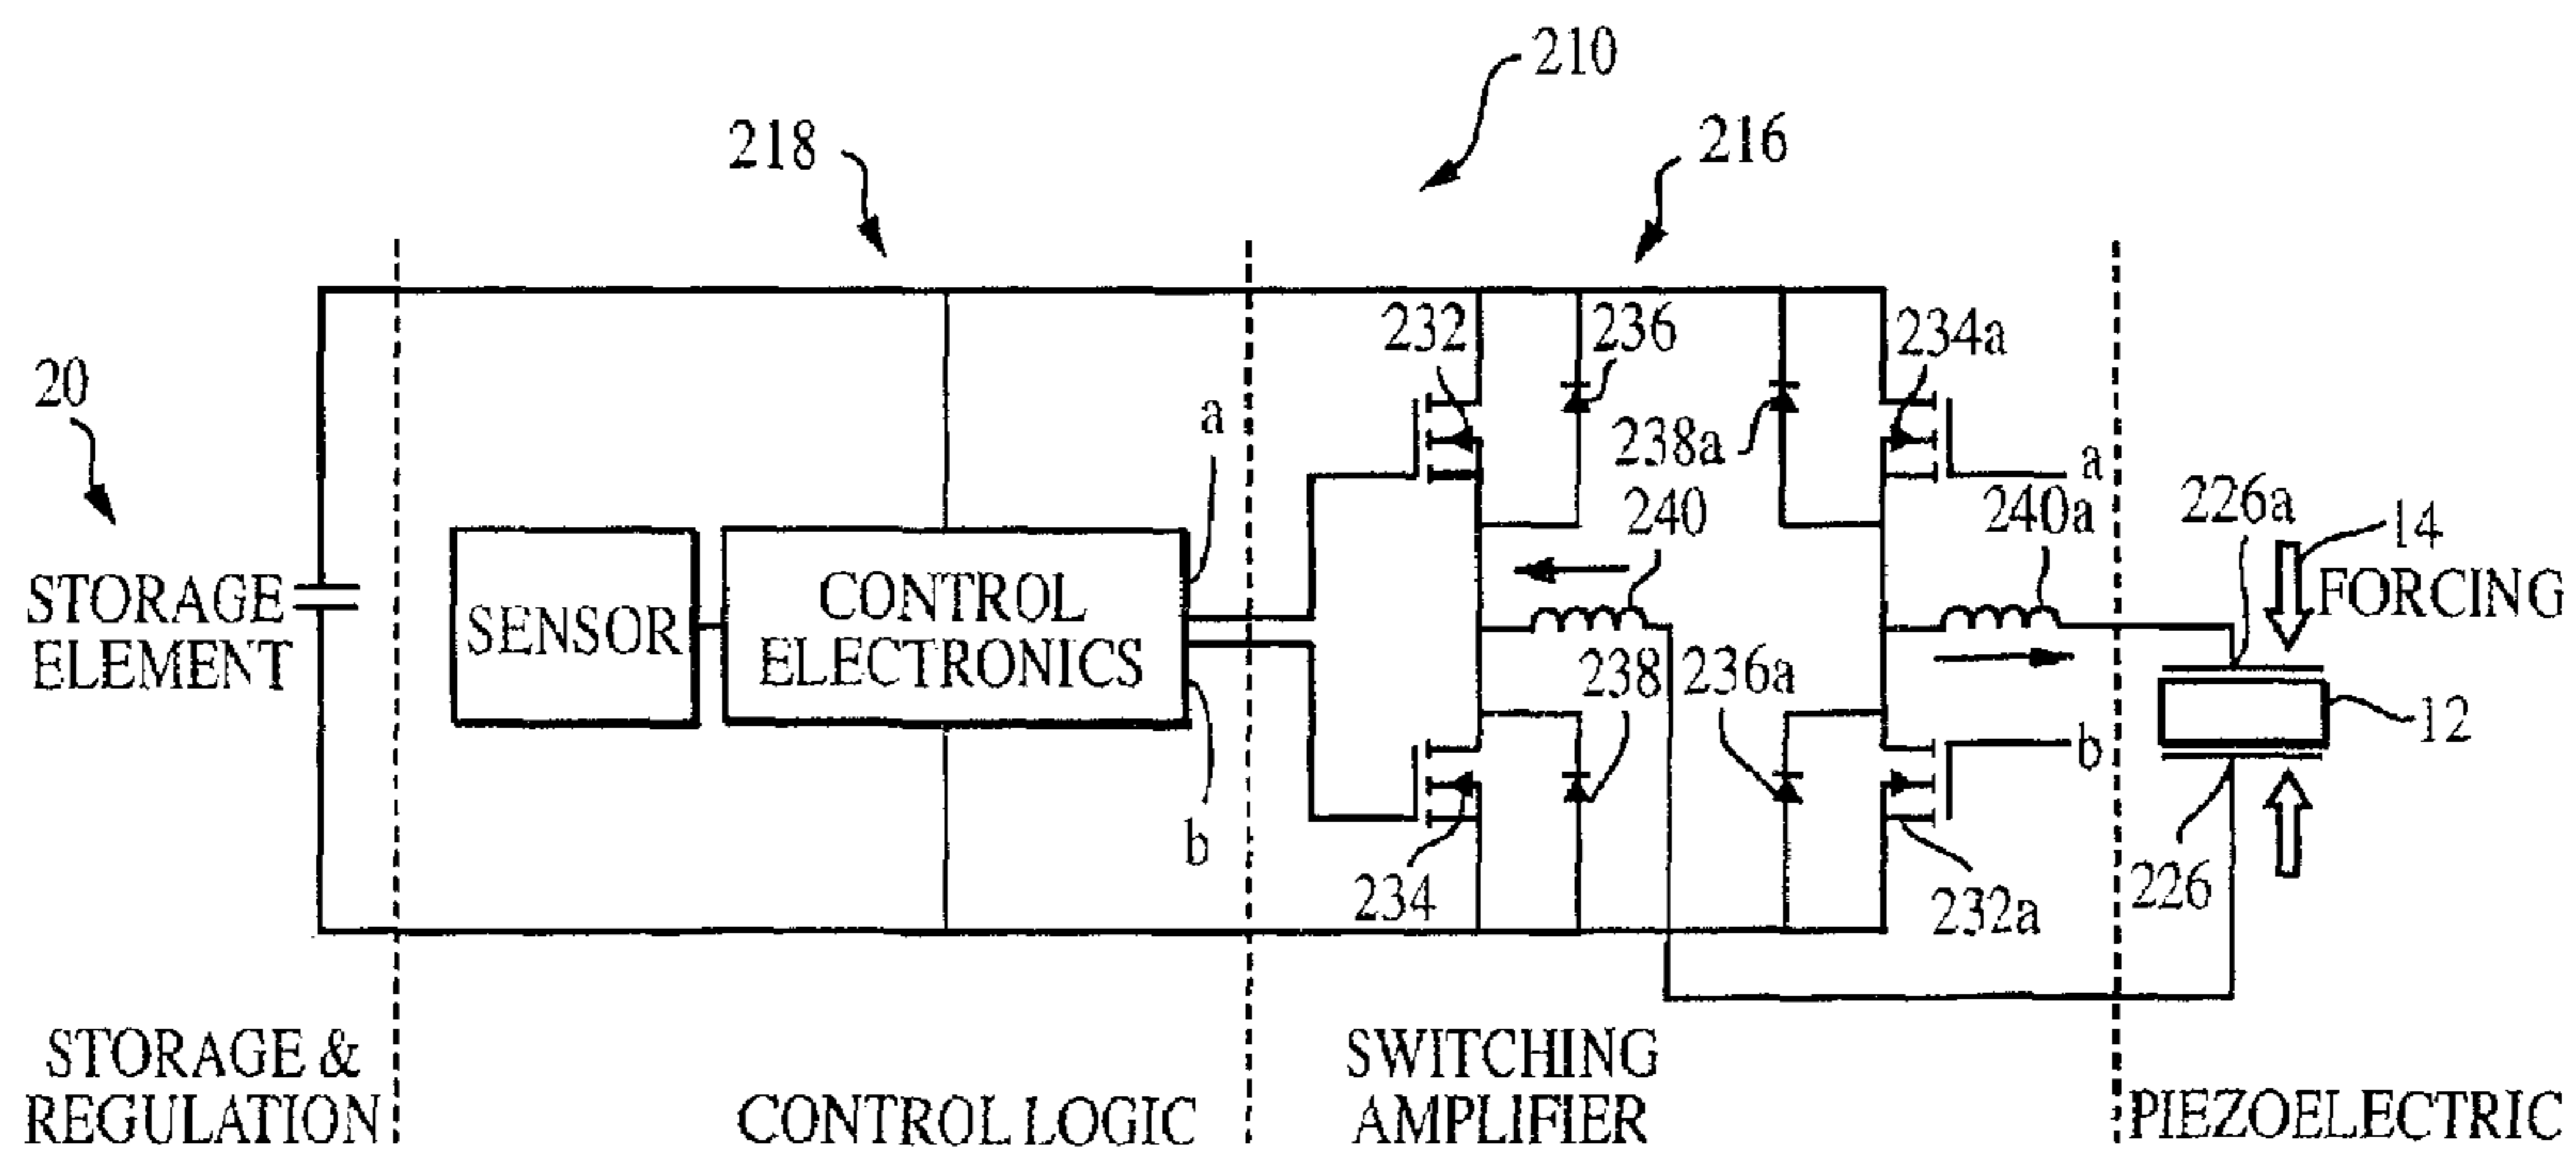 210
218
216
232
236
234a
20
a
238a
a
226a
14
240
240a
STORAGE
ELEMENT
SENSOR
CONTROL
ELECTRONICS
FORCING
238
236a
b
12
b
234
232a
226
STORAGE &
REGULATION
CONTROL LOGIC
SWITCHING
AMPLIFIER
PIEZOELECTRIC